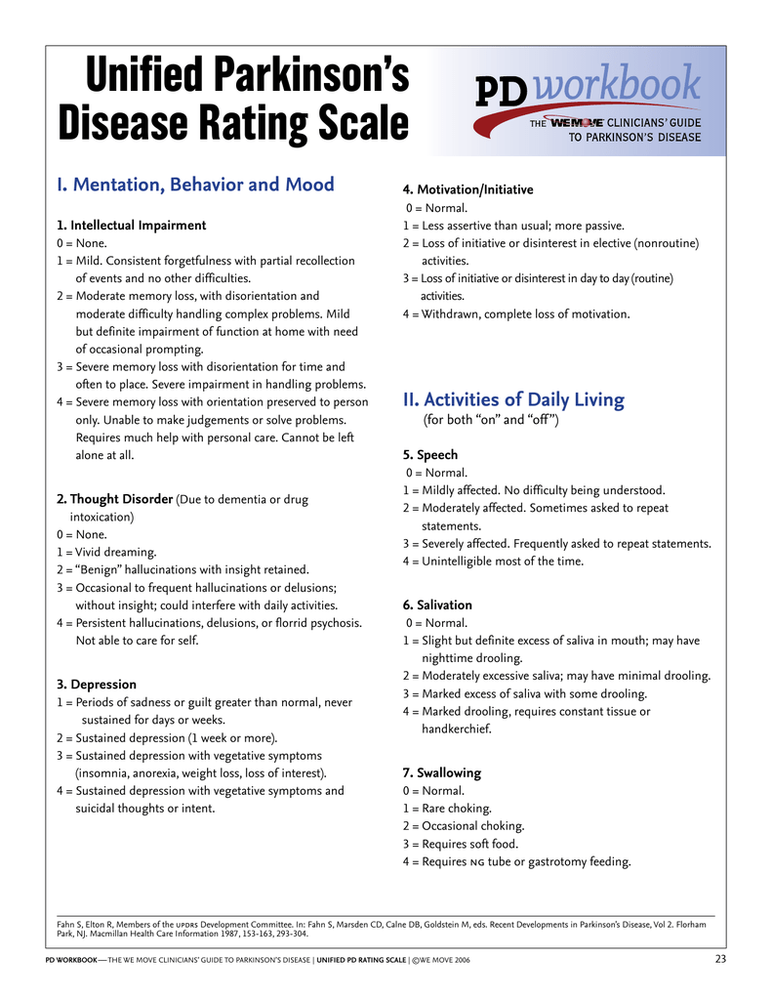 Unified Parkinson's
Disease Rating Scale
PD workbook
THE WE MOVE CLINICIANS' GUIDE
TO PARKINSON'S DISEASE
I. Mentation, Behavior and Mood
1. Intellectual Impairment
0 = None.
1 = Mild. Consistent forgetfulness with partial recollection
of events and no other difficulties.
2 = Moderate memory loss, with disorientation and
moderate difficulty handling complex problems. Mild
but definite impairment of function at home with need
of occasional prompting.
3 = Severe memory loss with disorientation for time and
often to place. Severe impairment in handling problems.
4 = Severe memory loss with orientation preserved to person
only. Unable to make judgements or solve problems.
Requires much help with personal care. Cannot be left
alone at all.
2. Thought Disorder (Due to dementia or drug
intoxication)
0 = None.
1 = Vivid dreaming.
2 = “Benign” hallucinations with insight retained.
3 = Occasional to frequent hallucinations or delusions;
without insight; could interfere with daily activities.
4 = Persistent hallucinations, delusions, or florrid psychosis.
Not able to care for self.
3. Depression
1 = Periods of sadness or guilt greater than normal, never
sustained for days or weeks.
2 = Sustained depression (1 week or more).
3 = Sustained depression with vegetative symptoms
(insomnia, anorexia, weight loss, loss of interest).
4 = Sustained depression with vegetative symptoms and
suicidal thoughts or intent.
4. Motivation/Initiative
0 = Normal.
1 = Less assertive than usual; more passive.
2 = Loss of initiative or disinterest in elective (nonroutine)
activities.
3 = Loss of initiative or disinterest in day to day (routine)
activities.
4 = Withdrawn, complete loss of motivation.
II. Activities of Daily Living
(for both “on” and “off”)
5. Speech
0 = Normal.
1 = Mildly affected. No difficulty being understood.
2 = Moderately affected. Sometimes asked to repeat
statements.
3 = Severely affected. Frequently asked to repeat statements.
4 = Unintelligible most of the time.
6. Salivation
0 = Normal.
1 = Slight but definite excess of saliva in mouth; may have
nighttime drooling.
2 = Moderately excessive saliva; may have minimal drooling.
3 = Marked excess of saliva with some drooling.
4 = Marked drooling, requires constant tissue or
handkerchief.
7. Swallowing
0 = Normal.
1 = Rare choking.
2 = Occasional choking.
3 = Requires soft food.
4 = Requires NG tube or gastrotomy feeding.
Fahn S, Elton R, Members of the UPDRS Development Committee. In: Fahn S, Marsden CD, Calne DB, Goldstein M, eds. Recent Developments in Parkinson's Disease, Vol 2. Florham
Park, NJ. Macmillan Health Care Information 1987, 153-163, 293-304.
PD WORKBOOK — THE WE MOVE CLINICIANS' GUIDE TO PARKINSON'S DISEASE | UNIFIED PD RATING SCALE | ©WE MOVE 2006
23